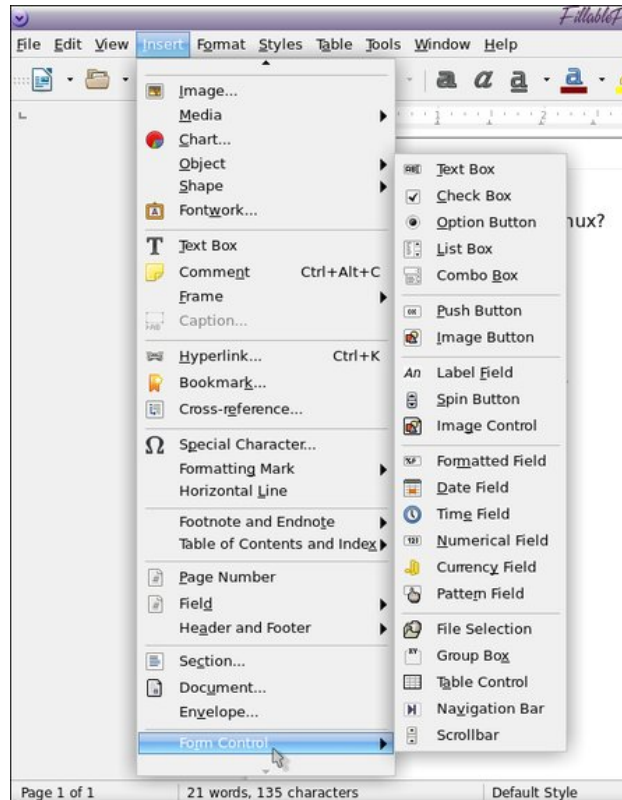 FillableF
File Edit View Insert Format Styles Table Tools Window Help
Image...
Media
Chart...
Object
Shape
Fontwork...
Text Box
Comment Ctrl+Alt+C
Frame
Caption...
Hyperlink... Ctrl+K
Bookmark...
Cross-reference...
Special Character...
Formatting Mark
Horizontal Line
Footnote and Endnote
Table of Contents and Index
Page Number
Field
Header and Footer
Section...
Document...
Envelope...
Form Control
Text Box
Check Box
Option Button
List Box
Combo Box
Push Button
Image Button
Label Field
Spin Button
Image Control
Formatted Field
Date Field
Time Field
Numerical Field
Currency Field
Pattern Field
File Selection
Group Box
Table Control
Navigation Bar
Scrollbar
nux?
Page 1 of 1 21 words, 135 characters Default Style